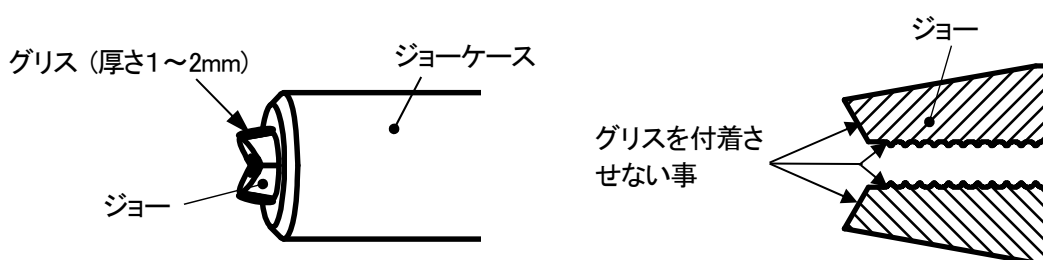 グリス（厚さ1～2mm）
ジョーケース
ジョー
ジョー
グリスを付着さ
せない事